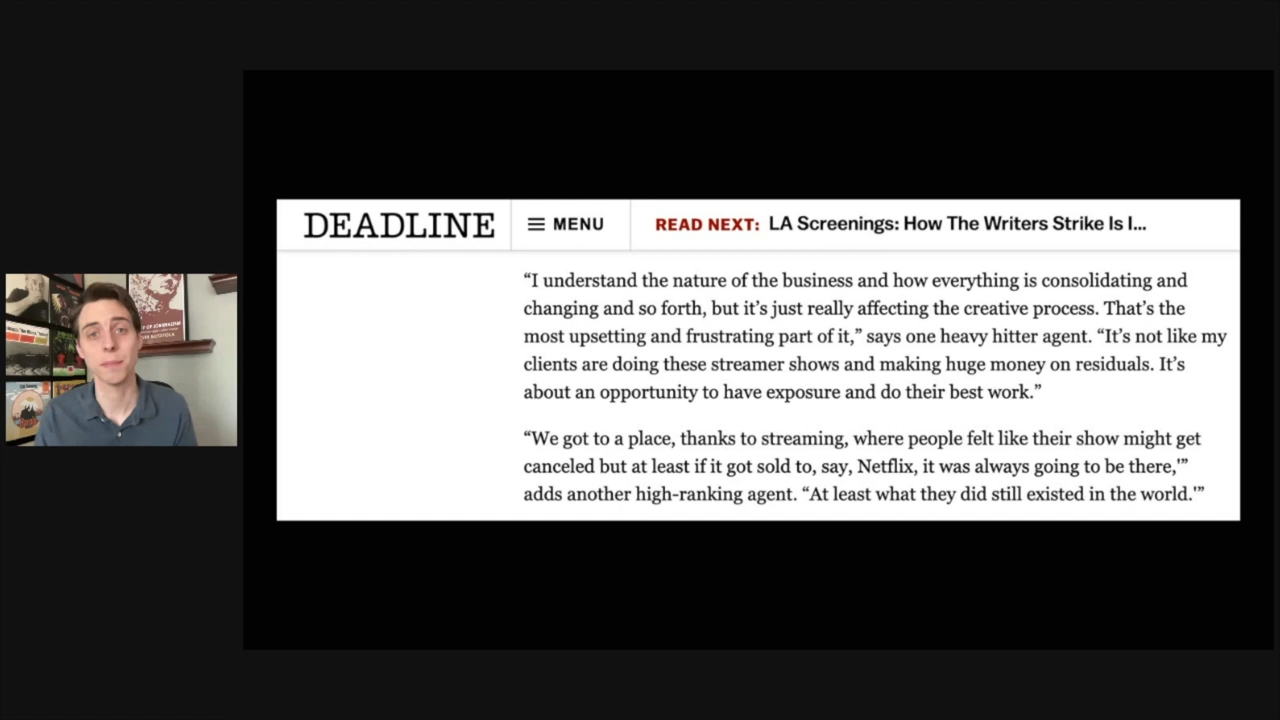 DEADLINE
MENU
READ NEXT: LA Screenings: How The Writers Strike Is I...
“I understand the nature of the business and how everything is consolidating and
changing and so forth, but it’s just really affecting the creative process. That’s the
most upsetting and frustrating part of it,” says one heavy hitter agent. “It’s not like my
clients are doing these streamer shows and making huge money on residuals. It’s
about an opportunity to have exposure and do their best work.”
“We got to a place, thanks to streaming, where people felt like their show might get
canceled but at least if it got sold to, say, Netflix, it was always going to be there,'”
adds another high-ranking agent. “At least what they did still existed in the world.'”